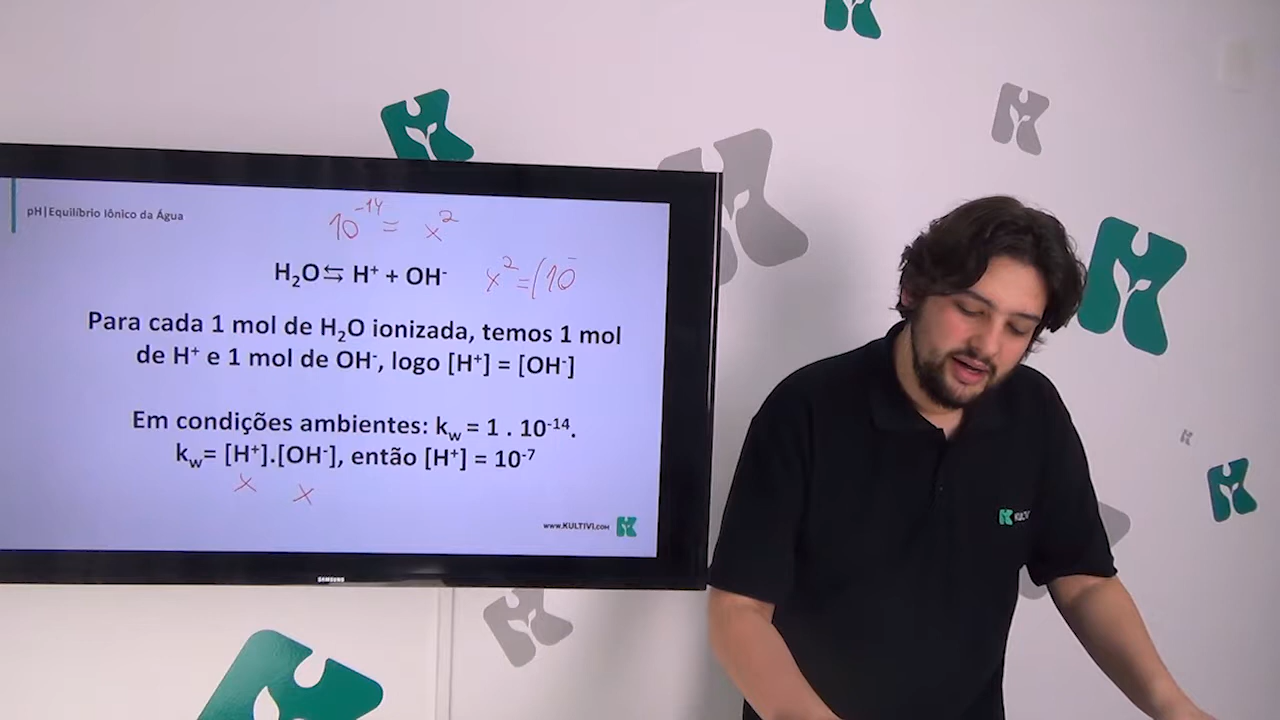 pH|Equilíbrio Iônico da Água
10⁻¹⁴ = x²
H₂O⇆ H⁺ + OH⁻
x² = (10⁻
Para cada 1 mol de H₂O ionizada, temos 1 mol
de H⁺ e 1 mol de OH⁻, logo [H⁺] = [OH⁻]
Em condições ambientes: kw = 1 . 10⁻¹⁴.
kw= [H⁺].[OH⁻], então [H⁺] = 10⁻⁷
x x
www.KULTIVI.com
SAMSUNG
KULTIVI